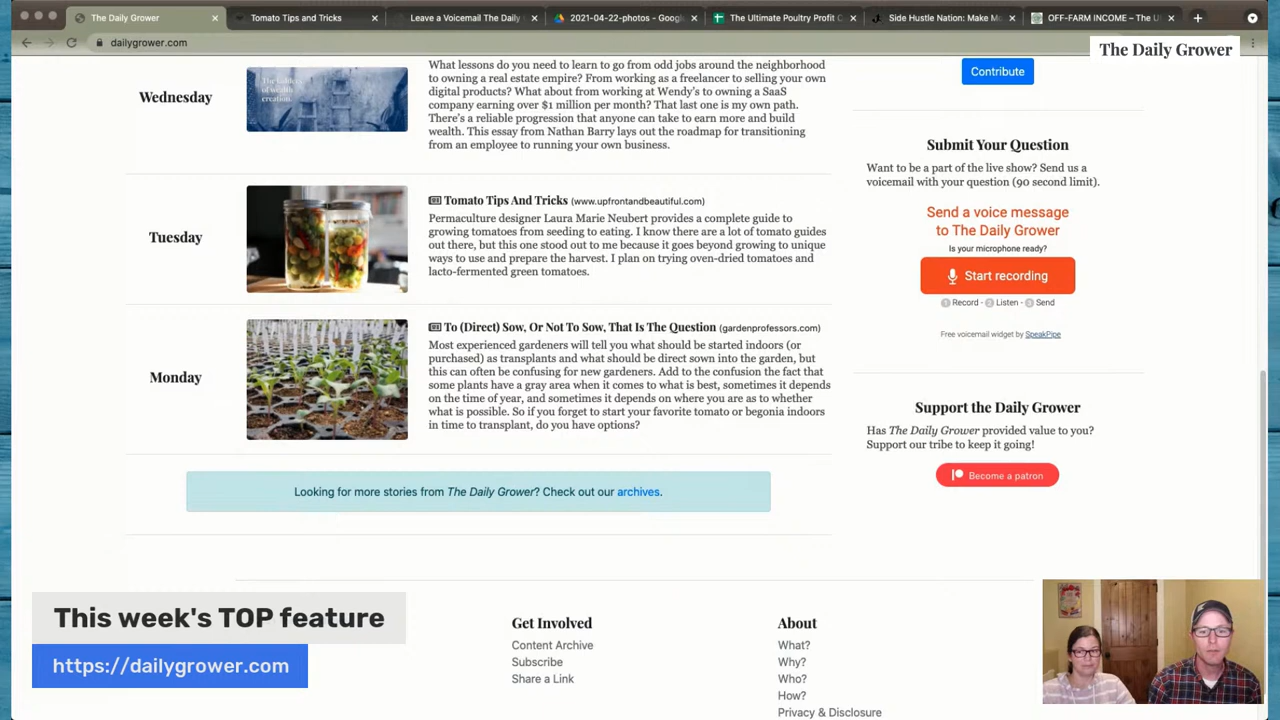 The Daily Grower
Tomato Tips and Tricks
Leave a Voicemail The Daily
2021-04-22-photos - Google
The Ultimate Poultry Profit C
Side Hustle Nation: Make Mo
OFF-FARM INCOME – The U
dailygrower.com
The Daily Grower
Wednesday
The ladders
of wealth
creation.
What lessons do you need to learn to go from odd jobs around the neighborhood
to owning a real estate empire? From working as a freelancer to selling your own
digital products? What about from working at Wendy's to owning a SaaS
company earning over $1 million per month? That last one is my own path.
There's a reliable progression that anyone can take to earn more and build
wealth. This essay from Nathan Barry lays out the roadmap for transitioning
from an employee to running your own business.
Tuesday
Tomato Tips And Tricks (www.upfrontandbeautiful.com)
Permaculture designer Laura Marie Neubert provides a complete guide to
growing tomatoes from seeding to eating. I know there are a lot of tomato guides
out there, but this one stood out to me because it goes beyond growing to unique
ways to use and prepare the harvest. I plan on trying oven-dried tomatoes and
lacto-fermented green tomatoes.
Monday
To (Direct) Sow, Or Not To Sow, That Is The Question (gardenprofessors.com)
Most experienced gardeners will tell you what should be started indoors (or
purchased) as transplants and what should be direct sown into the garden, but
this can often be confusing for new gardeners. Add to the confusion the fact that
some plants have a gray area when it comes to what is best, sometimes it depends
on the time of year, and sometimes it depends on where you are as to whether
what is possible. So if you forget to start your favorite tomato or begonia indoors
in time to transplant, do you have options?
Looking for more stories from The Daily Grower? Check out our archives.
Contribute
Submit Your Question
Want to be a part of the live show? Send us a
voicemail with your question (90 second limit).
Send a voice message
to The Daily Grower
Is your microphone ready?
Start recording
1 Record - 2 Listen - 3 Send
Free voicemail widget by SpeakPipe
Support the Daily Grower
Has The Daily Grower provided value to you?
Support our tribe to keep it going!
Become a patron
This week's TOP feature
https://dailygrower.com
Get Involved
Content Archive
Subscribe
Share a Link
About
What?
Why?
Who?
How?
Privacy & Disclosure